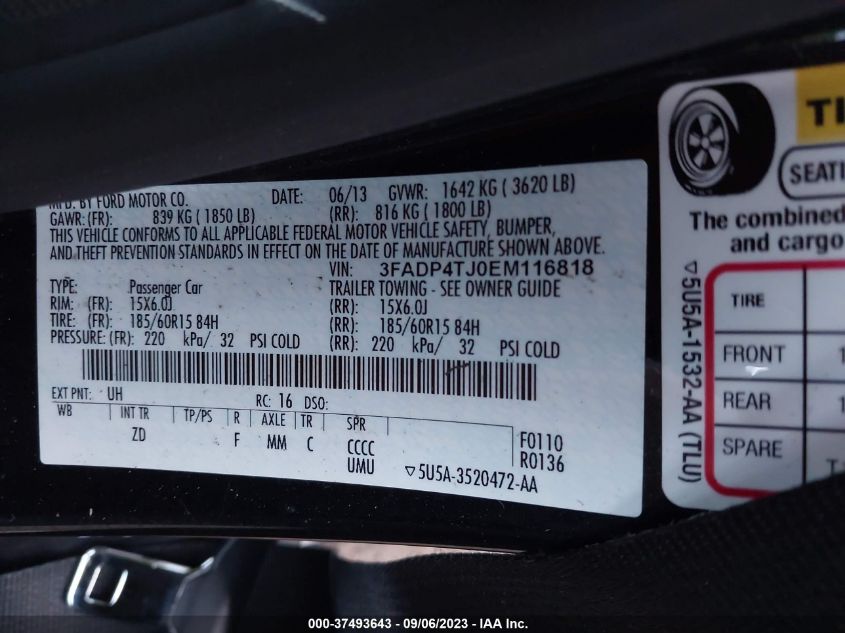 MFD. BY FORD MOTOR CO. DATE: 06/13 GVWR: 1642 KG ( 3620 LB)
GAWR: (FR): 839 KG ( 1850 LB) (RR): 816 KG ( 1800 LB)
THIS VEHICLE CONFORMS TO ALL APPLICABLE FEDERAL MOTOR VEHICLE SAFETY, BUMPER,
AND THEFT PREVENTION STANDARDS IN EFFECT ON THE DATE OF MANUFACTURE SHOWN ABOVE.
VIN: 3FADP4TJ0EM116818
TYPE: Passenger Car TRAILER TOWING - SEE OWNER GUIDE
RIM: (FR): 15X6.0J (RR): 15X6.0J
TIRE: (FR): 185/60R15 84H (RR): 185/60R15 84H
PRESSURE: (FR): 220 kPa/ 32 PSI COLD (RR): 220 kPa/ 32 PSI COLD
EXT PNT: UH RC: 16 DSO:
WB INT TR TP/PS R AXLE TR SPR
ZD F MM C CCCC F0110
UMU R0136
▽5U5A-3520472-AA
SEATI
The combined
and cargo
▽5U5A-1532-AA (TLU)
TIRE
FRONT 1
REAR 1
SPARE
000-37493643 - 09/06/2023 - IAA Inc.